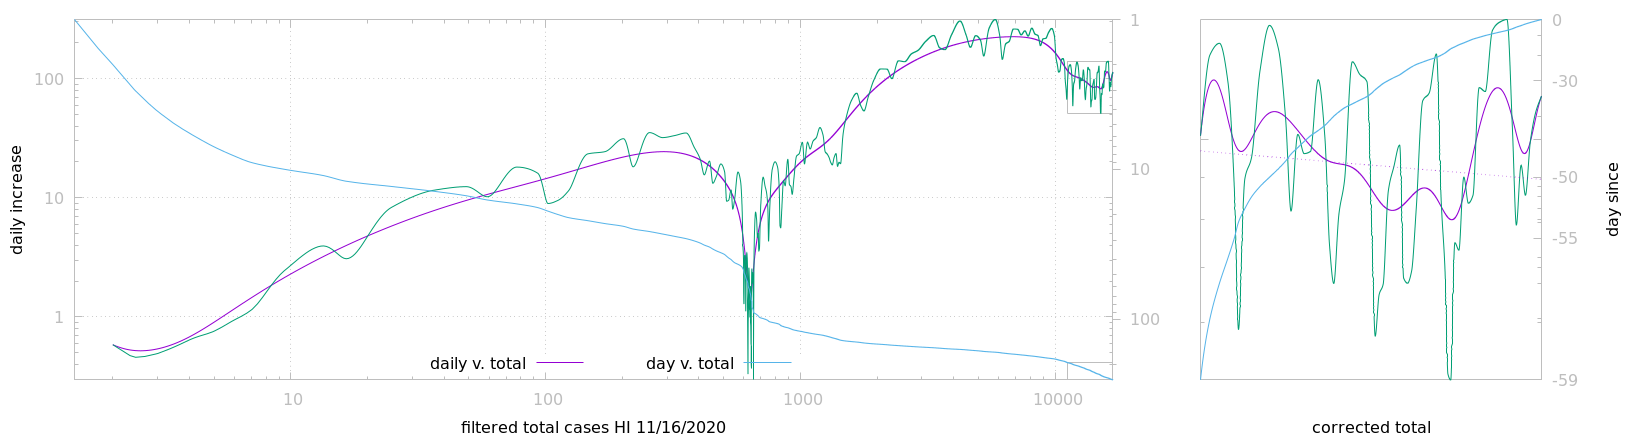 daily increase
100
10
1
daily v. total
day v. total
10
100
1000
10000
filtered total cases HI 11/16/2020
1
10
100
0
-30
-50
-55
-59
day since
corrected total